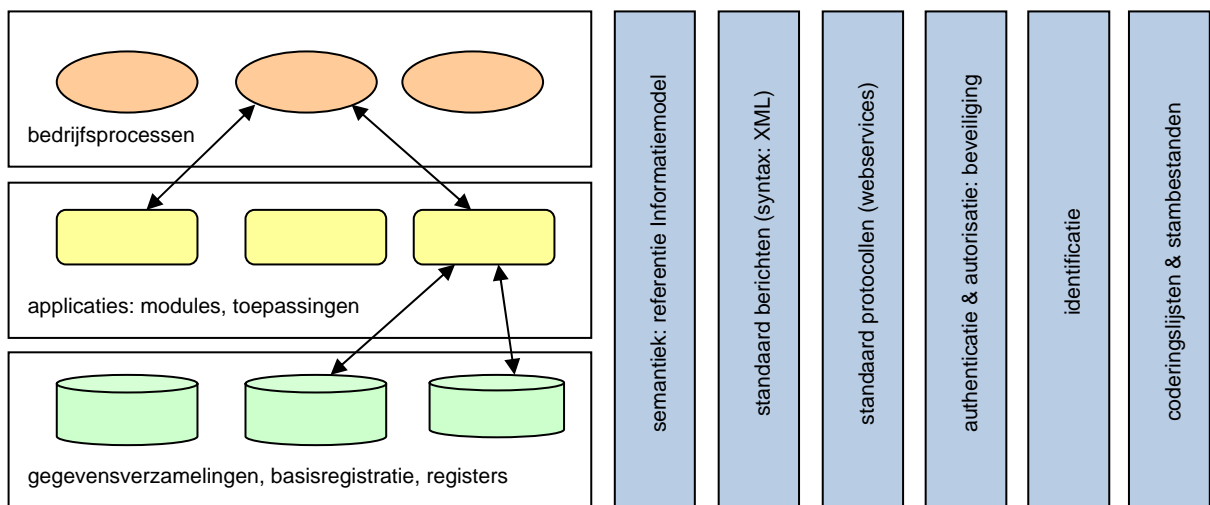 bedrijfsprocessen
applicaties: modules, toepassingen
gegevensverzamelingen, basisregistratie, registers
semantiek: referentie Informatiemodel
standaard berichten (syntax: XML)
standard protocollen (webservices)
authenticatie & autorisatie: beveiliging
identificatie
coderingslijsten & stambestanden